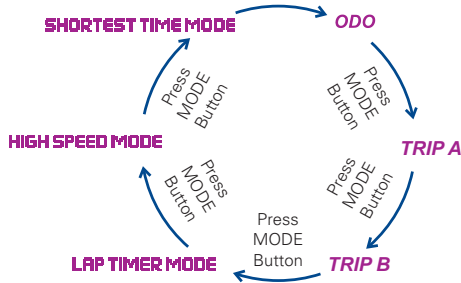 SHORTEST TIME MODE
ODO
Press
MODE
Button
Press
MODE
Button
HIGH SPEED MODE
TRIP A
Press
MODE
Button
Press
MODE
Button
Press
MODE
Button
LAP TIMER MODE
TRIP B